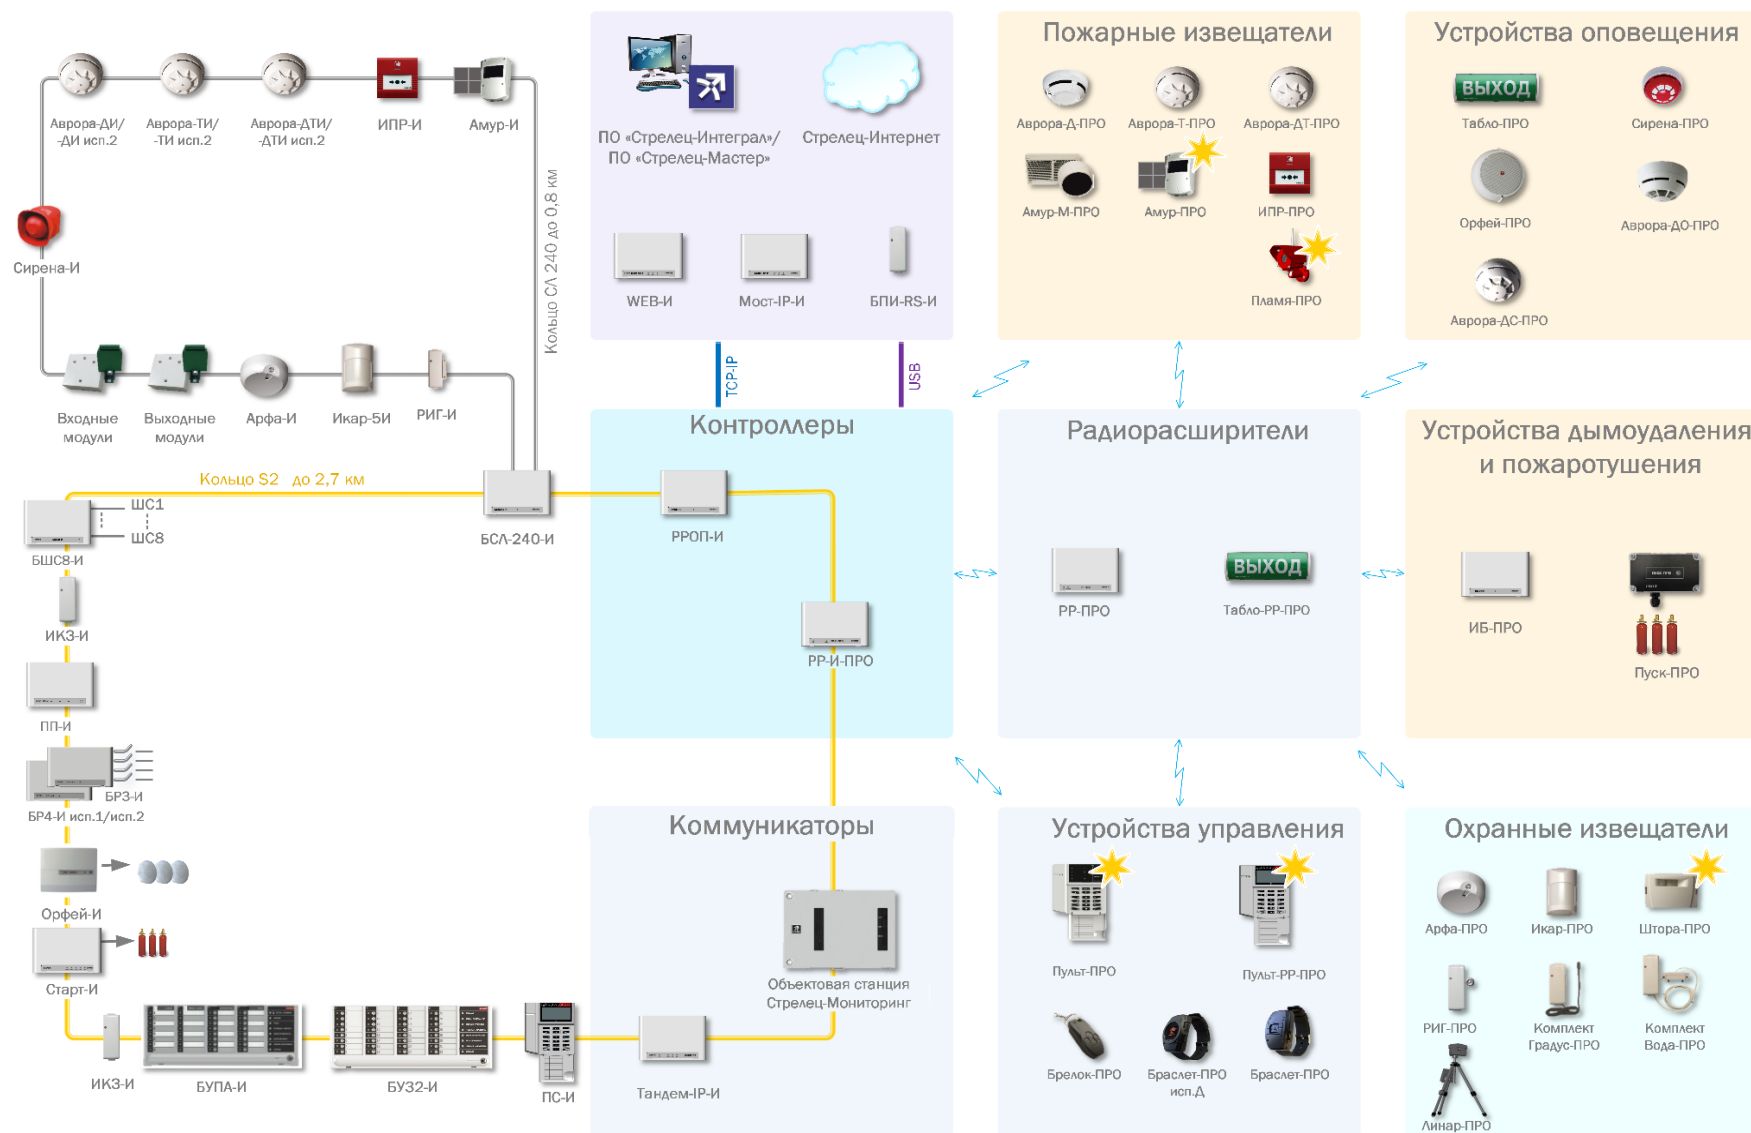 Аврора-ДИ/
-ДИ исп.2
Аврора-ТИ/
-ТИ исп.2
Аврора-ДТИ/
-ДТИ исп.2
ИПР-И
Амур-И
Сирена-И
Кольцо СЛ 240 до 0,8 км
Входные
модули
Выходные
модули
Арфа-И
Икар-5И
РИГ-И
ПО «Стрелец-Интеграл»/
ПО «Стрелец-Мастер»
Стрелец-Интернет
WEB-И
Мост-IP-И
БПИ-RS-И
TCP-IP
USB
Пожарные извещатели
Аврора-Д-ПРО
Аврора-Т-ПРО
Аврора-ДТ-ПРО
Амур-М-ПРО
Амур-ПРО
ИПР-ПРО
Пламя-ПРО
Устройства оповещения
ВЫХОД
Табло-ПРО
Сирена-ПРО
Орфей-ПРО
Аврора-ДО-ПРО
Аврора-ДС-ПРО
Кольцо S2 до 2,7 км
БСЛ-240-И
ШС1
ШС8
БШС8-И
ИКЗ-И
ПП-И
БР3-И
БР4-И исп.1/исп.2
Орфей-И
Старт-И
ИКЗ-И
БУПА-И
БУ32-И
ПС-И
Контроллеры
РРОП-И
РР-И-ПРО
Радиорасширители
РР-ПРО
ВЫХОД
Табло-РР-ПРО
Устройства дымоудаления
и пожаротушения
ИБ-ПРО
Пуск-ПРО
Коммуникаторы
Объектовая станция
Стрелец-Мониторинг
Тандем-IP-И
Устройства управления
Пульт-ПРО
Пульт-РР-ПРО
Брелок-ПРО
Браслет-ПРО
исп.Д
Браслет-ПРО
Охранные извещатели
Арфа-ПРО
Икар-ПРО
Штора-ПРО
РИГ-ПРО
Комплект
Градус-ПРО
Комплект
Вода-ПРО
Линар-ПРО